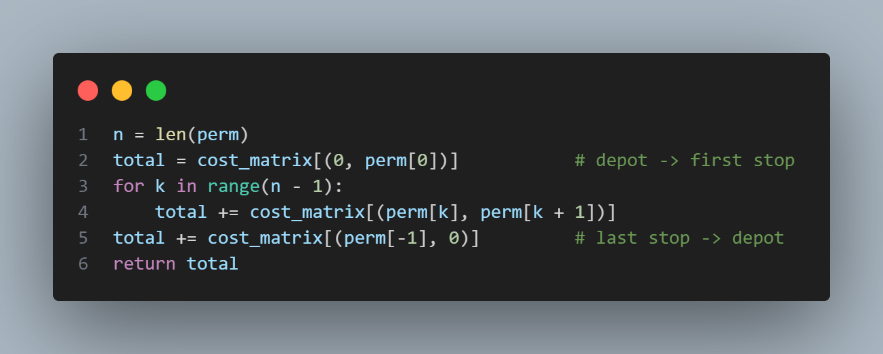 1 n = len(perm)
2 total = cost_matrix[(0, perm[0])]           # depot -> first stop
3 for k in range(n - 1):
4     total += cost_matrix[(perm[k], perm[k + 1])]
5 total += cost_matrix[(perm[-1], 0)]         # last stop -> depot
6 return total